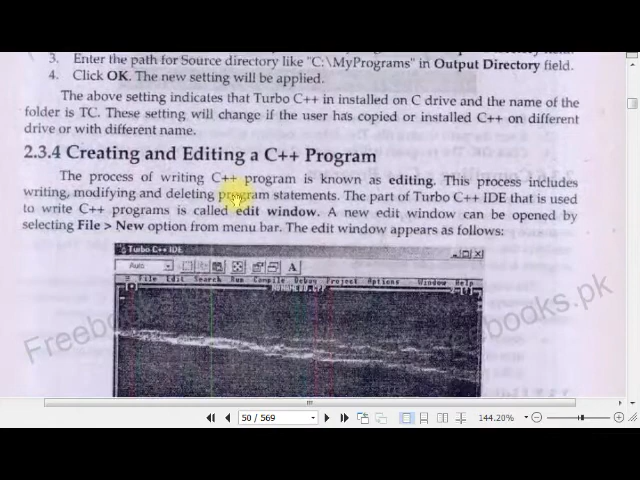 3. Enter the path for Source directory like "C:\MyPrograms" in Output Directory field.
4. Click OK. The new setting will be applied.
The above setting indicates that Turbo C++ in installed on C drive and the name of the
folder is TC. These setting will change if the user has copied or installed C++ on different
drive or with different name.
2.3.4 Creating and Editing a C++ Program
The process of writing C++ program is known as editing. This process includes
writing, modifying and deleting program statements. The part of Turbo C++ IDE that is used
to write C++ programs is called edit window. A new edit window can be opened by
selecting File > New option from menu bar. The edit window appears as follows:
Turbo C++ IDE
Auto
A
File Edit Search Run Compile Debug Project Options Window Help
Freebooks.pk
50 / 569
144.20%